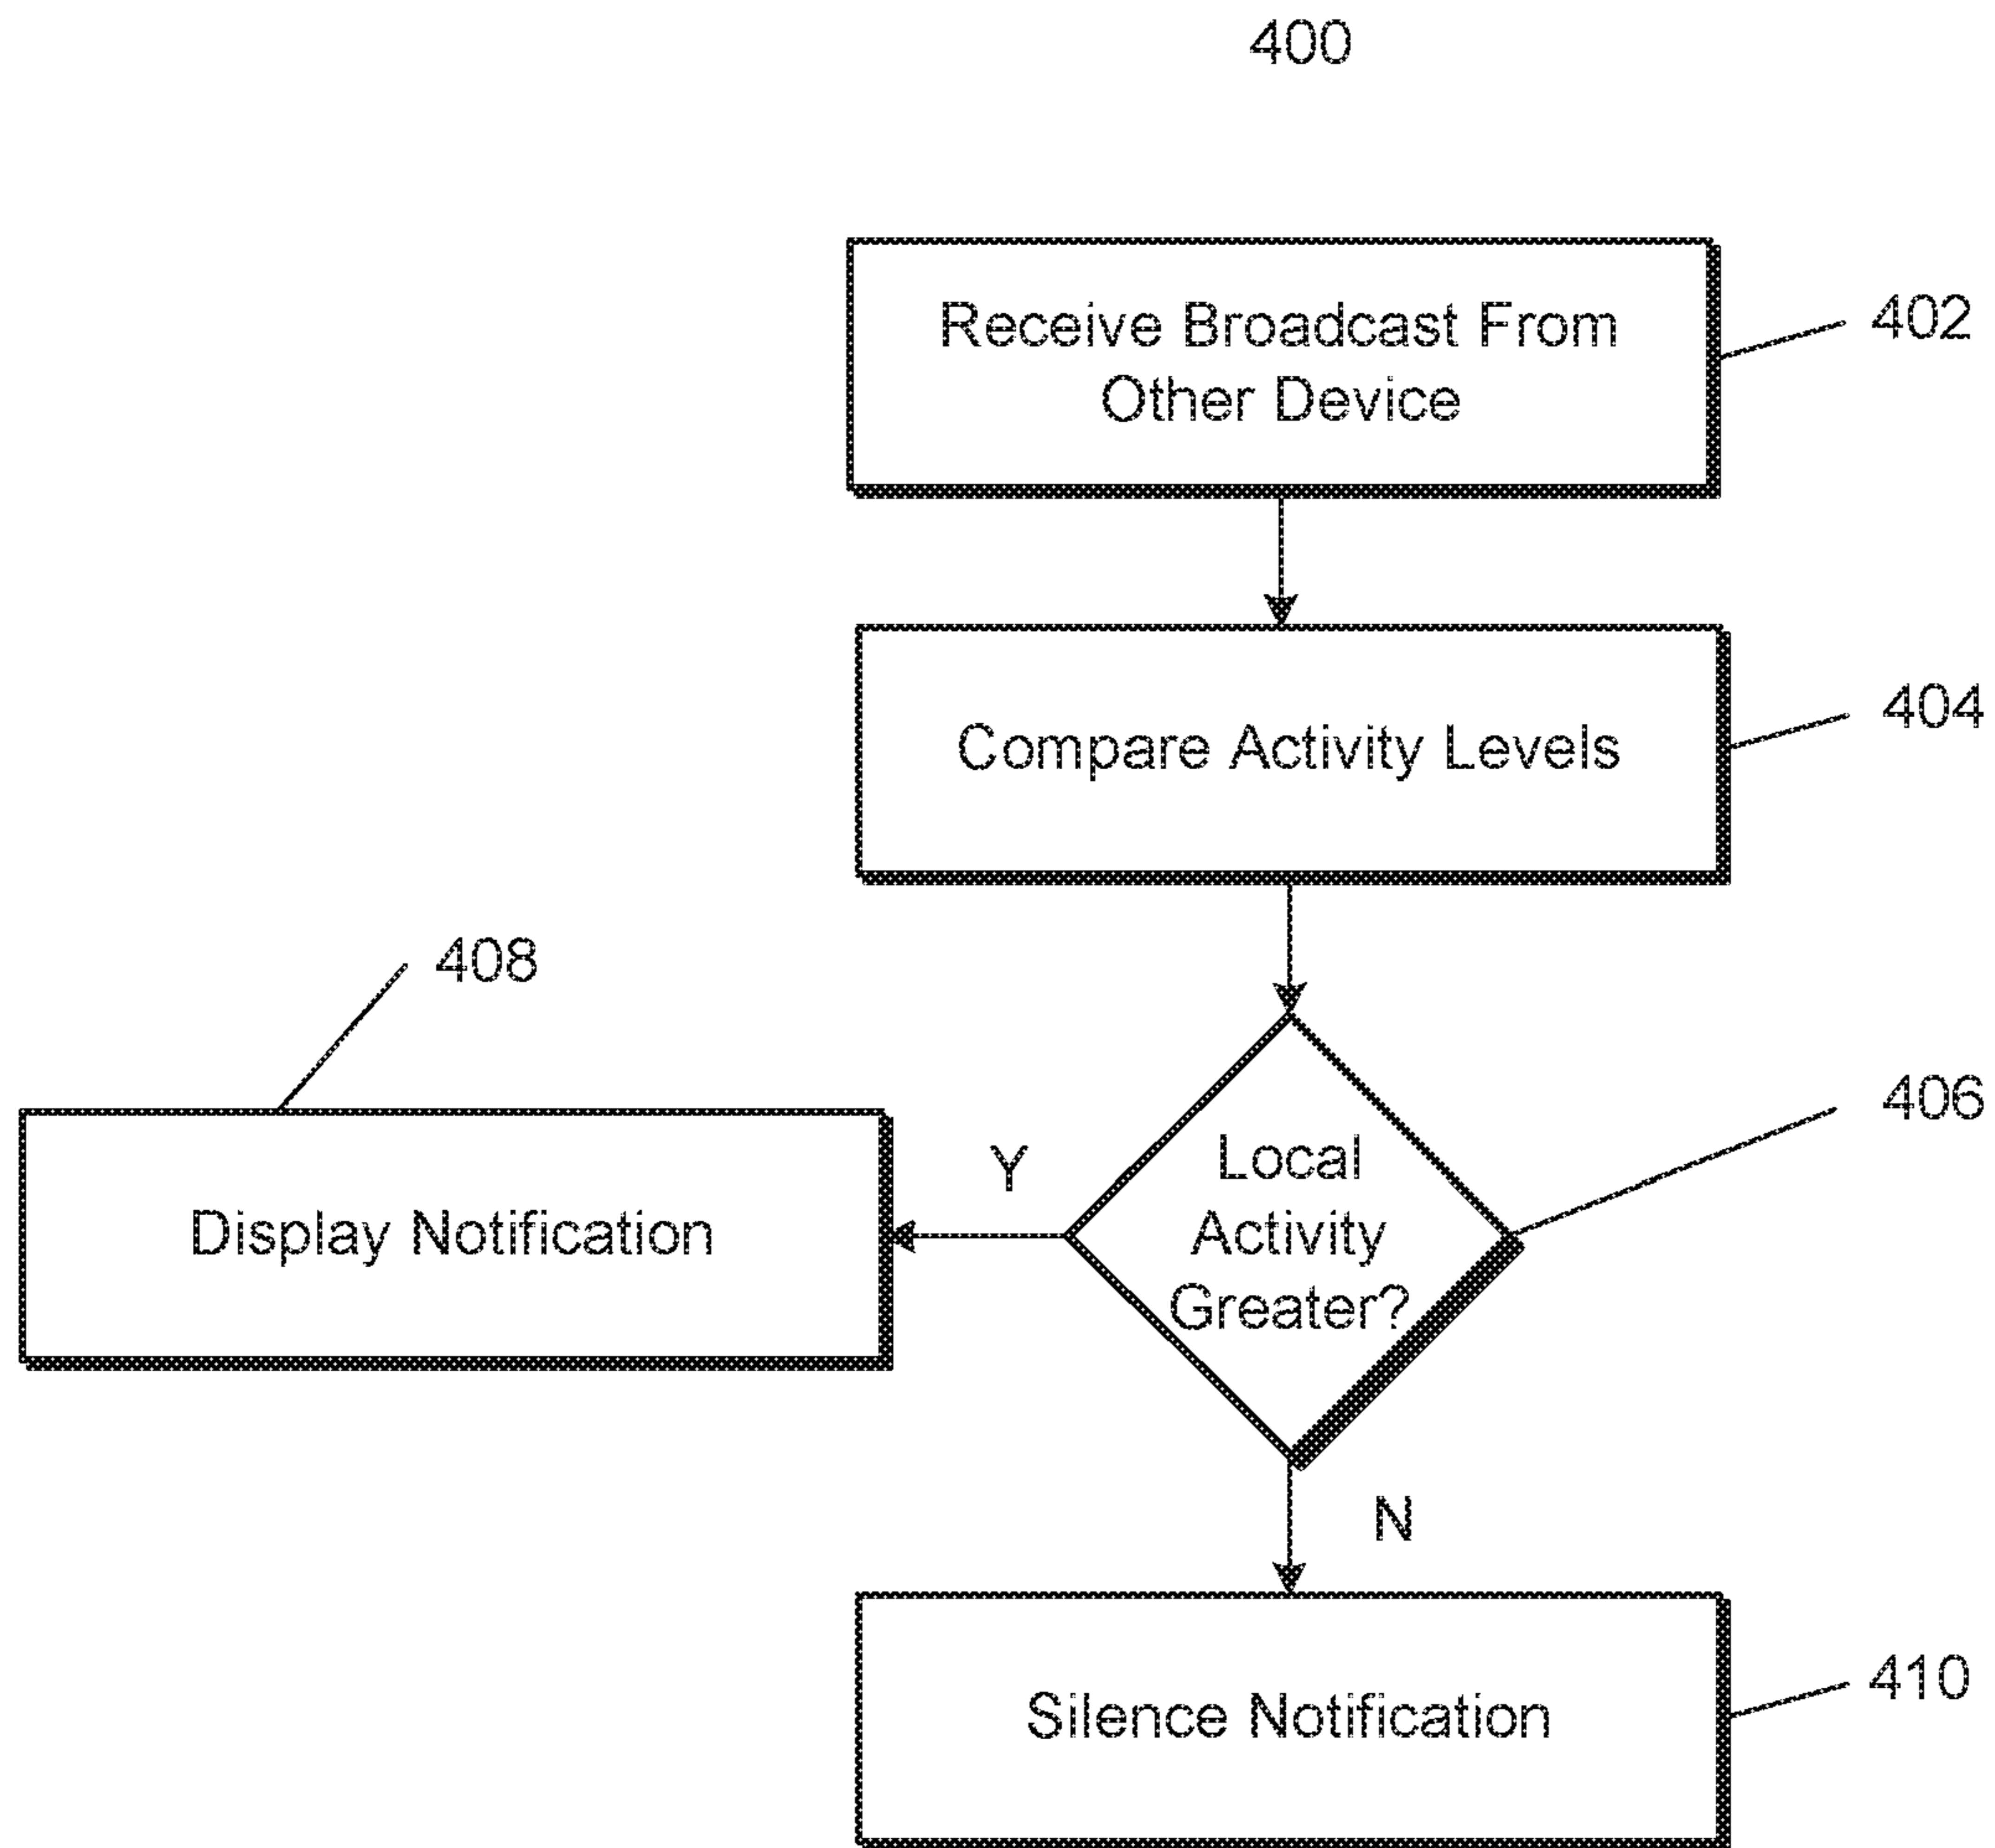 400
Receive Broadcast From
Other Device
402
Compare Activity Levels
404
408
Display Notification
Y
Local
Activity
Greater?
406
N
Silence Notification
410